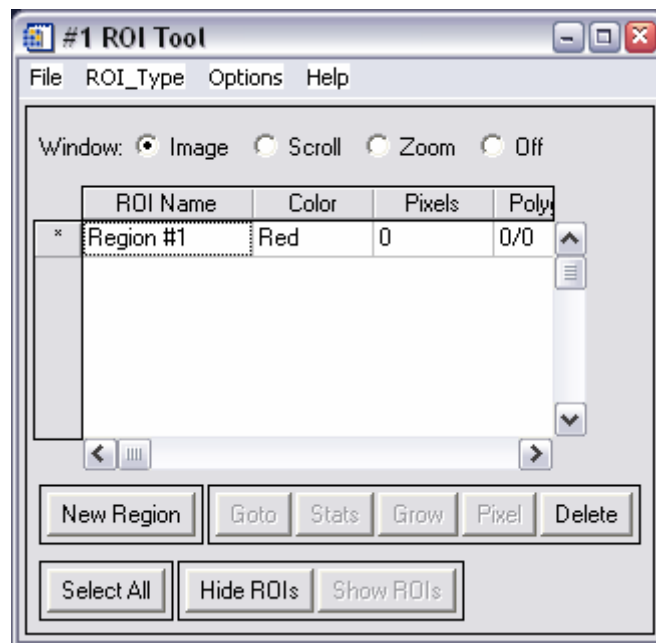 #1 ROI Tool
File ROI_Type Options Help
Window: Image Scroll Zoom Off
ROI Name Color Pixels
* Region #1 Red 0 0/0
New Region Goto Stats Grow Pixel Delete
Select All Hide ROIs Show ROIs